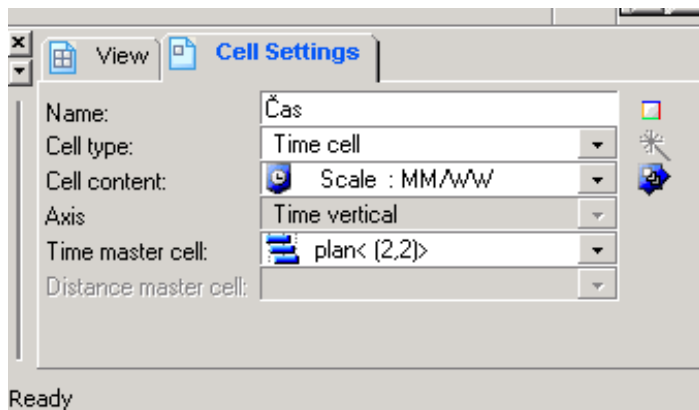 View Cell Settings
Name: Čas
Cell type: Time cell
Cell content: Scale : MM/WW
Axis Time vertical
Time master cell: plan< (2,2)>
Distance master cell:
Ready